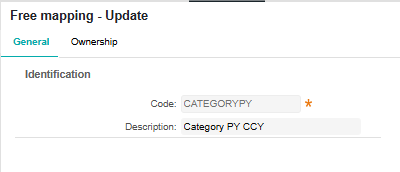 Free mapping - Update
General Ownership
Identification
Code: CATEGORYPY *
Description: Category PY CCY